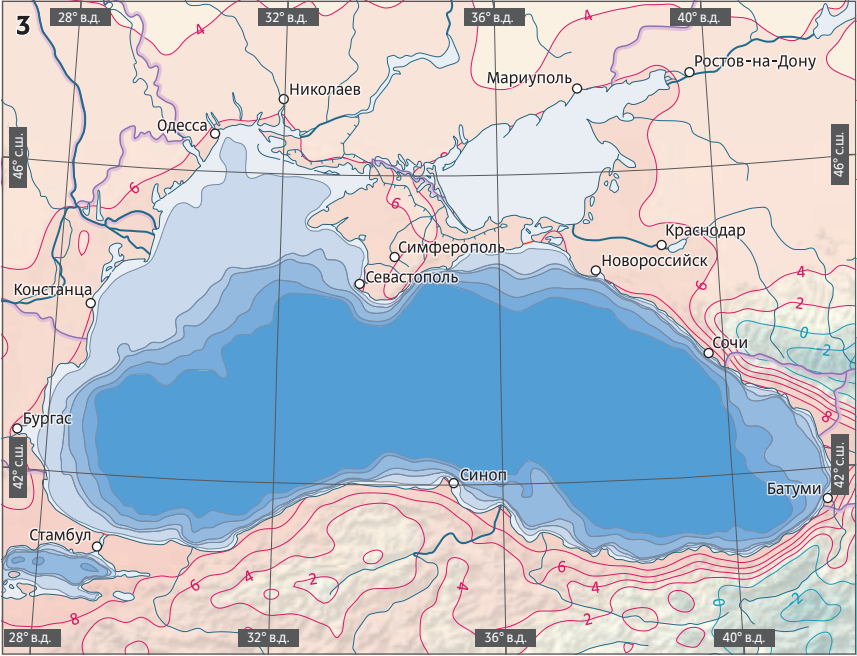 3
28° в.д.
32° в.д.
36° в.д.
40° в.д.
4
4
Ростов-на-Дону
Мариуполь
Николаев
Одесса
46° с.ш.
46° с.ш.
6
6
Краснодар
Симферополь
Новороссийск
Севастополь
4
6
Констанца
2
0
2
Сочи
8
Бургас
42° с.ш.
42° с.ш.
Синоп
Батуми
Стамбул
6
4
2
4
6
4
2
0
2
8
28° в.д.
32° в.д.
36° в.д.
40° в.д.